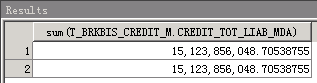 Results
sum(T_BRKBIS_CREDIT_M.CREDIT_TOT_LIAB_MDA)
1 15,123,856,048.70538755
2 15,123,856,048.70538755